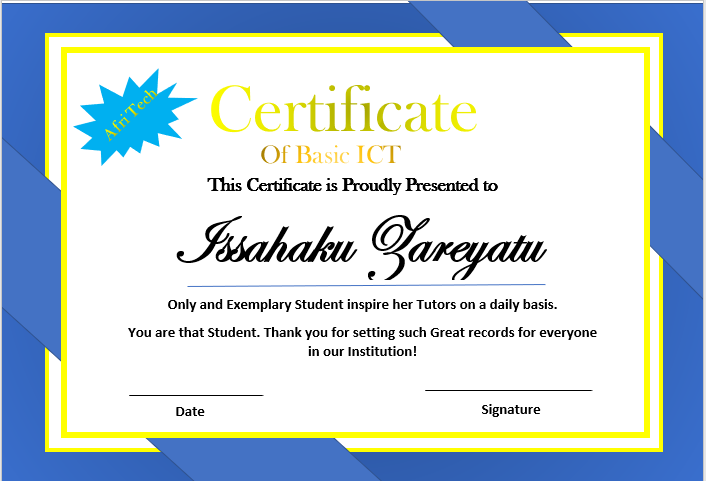 AfriTech
Certificate
Of Basic ICT
This Certificate is Proudly Presented to
Issahaku Zareyatu
Only and Exemplary Student inspire her Tutors on a daily basis.
You are that Student. Thank you for setting such Great records for everyone
in our Institution!
Date
Signature